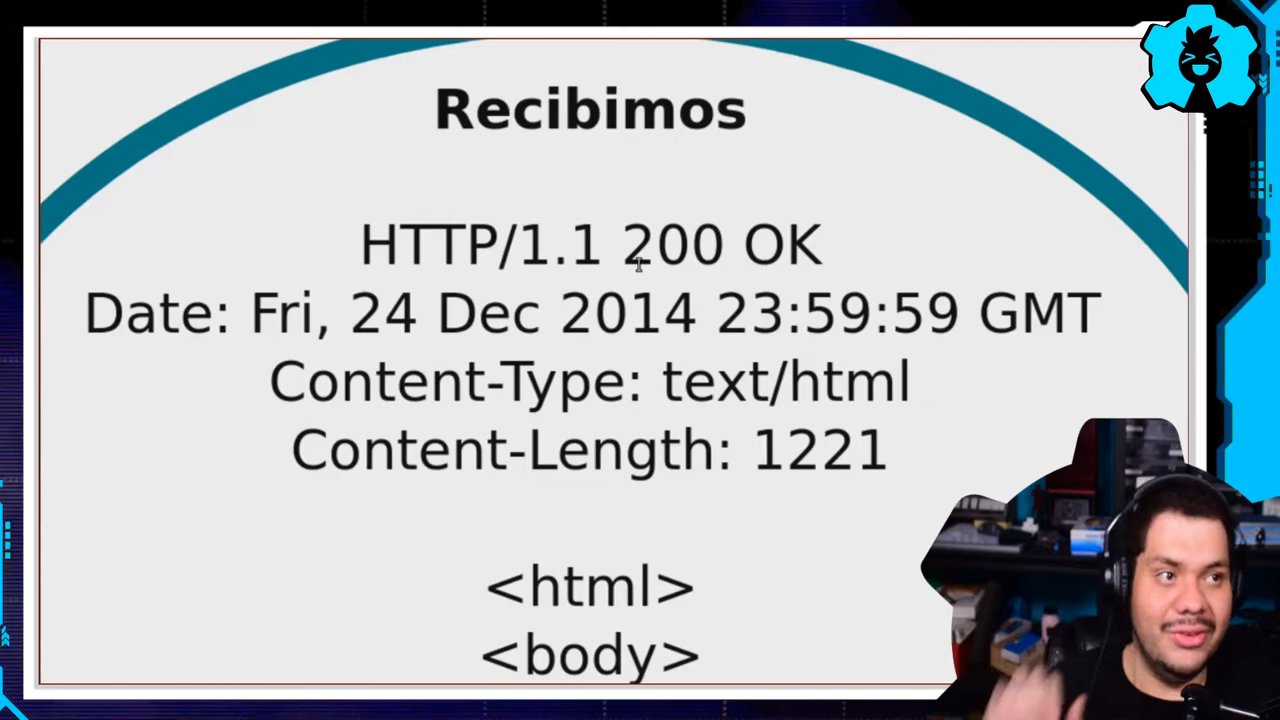 Recibimos
HTTP/1.1 200 OK
Date: Fri, 24 Dec 2014 23:59:59 GMT
Content-Type: text/html
Content-Length: 1221
<html>
<body>